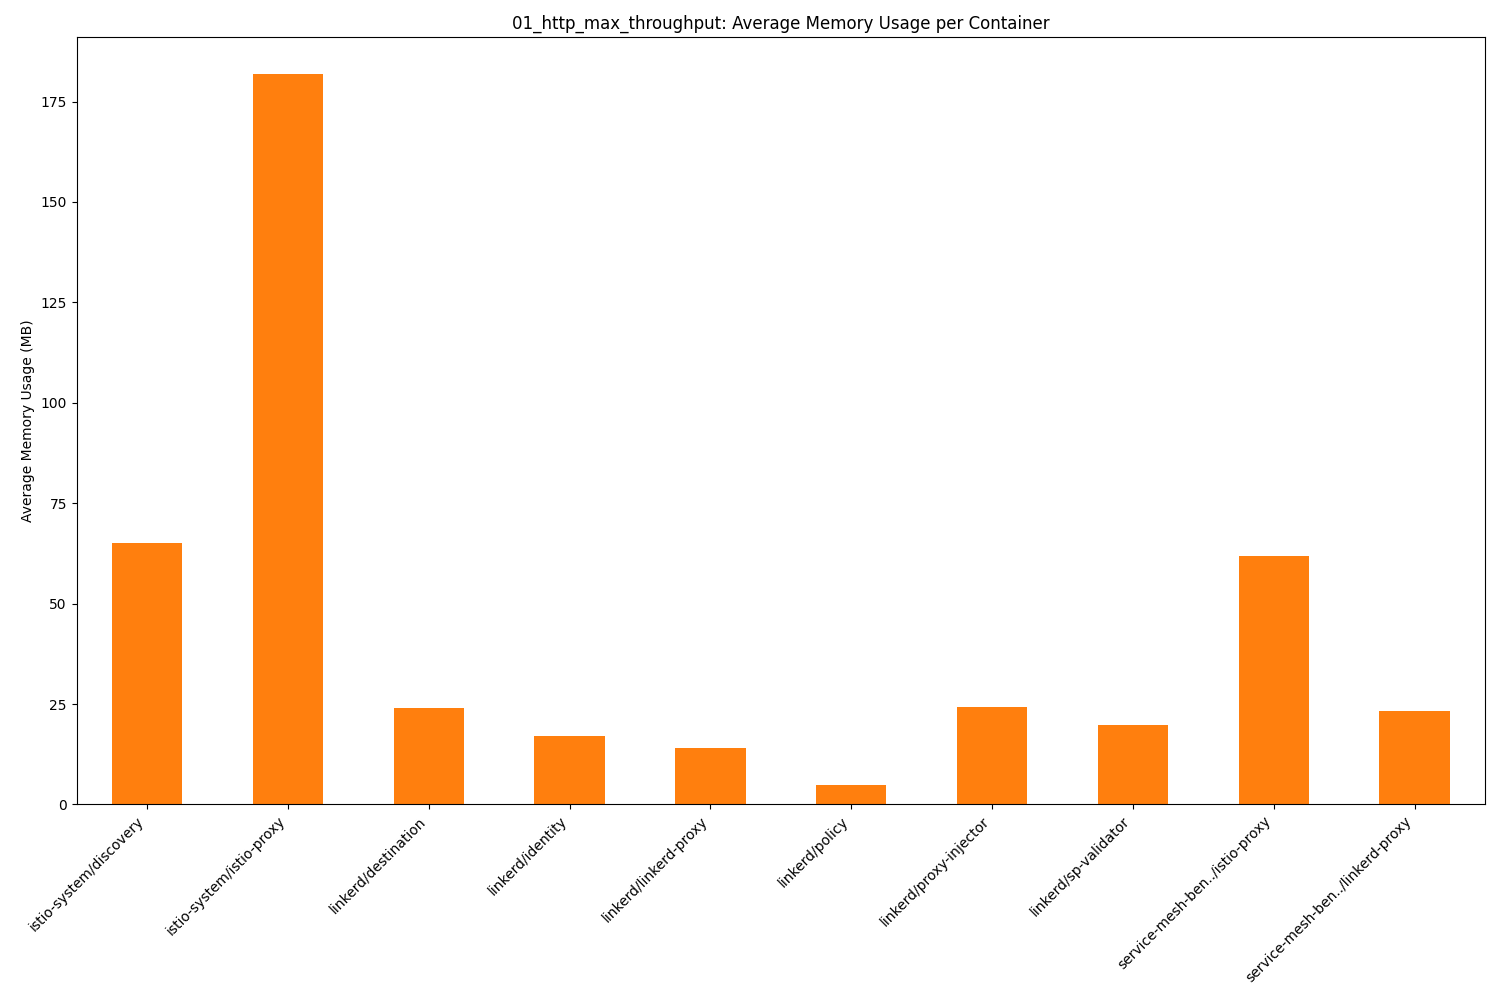 01_http_max_throughput: Average Memory Usage per Container
Average Memory Usage (MB)
175
150
125
100
75
50
25
0
istio-system/discovery
istio-system/istio-proxy
linkerd/destination
linkerd/identity
linkerd/linkerd-proxy
linkerd/policy
linkerd/proxy-injector
linkerd/sp-validator
service-mesh-ben../istio-proxy
service-mesh-ben../linkerd-proxy